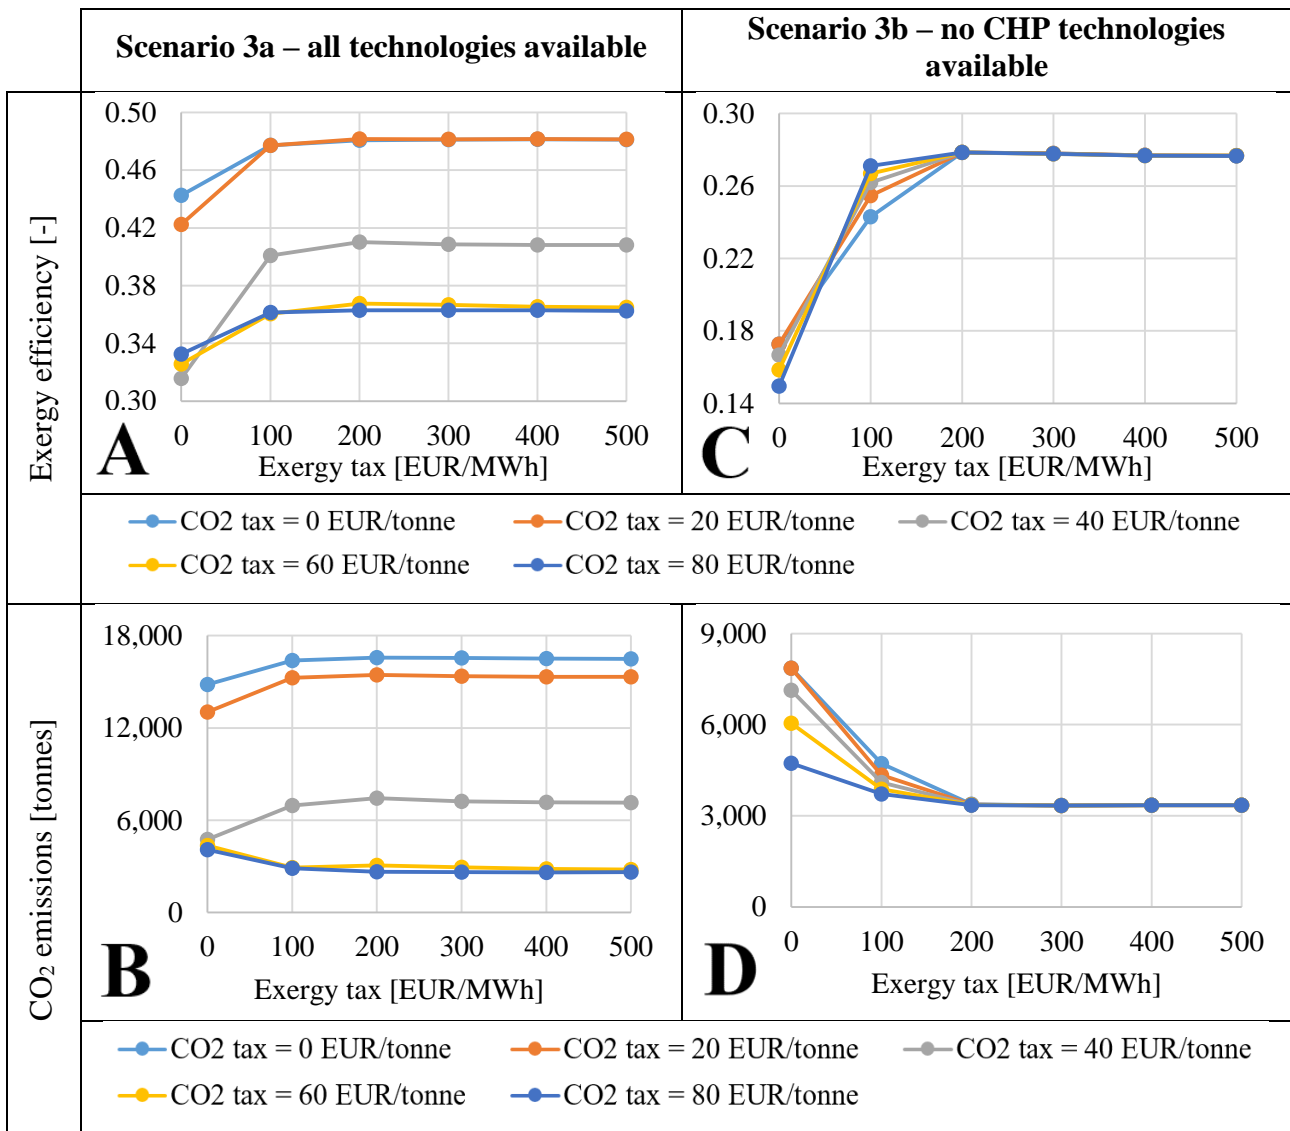 Scenario 3a – all technologies available
Scenario 3b – no CHP technologies
available
Exergy efficiency [-]
0.50
0.46
0.42
0.38
0.34
0.30
0 100 200 300 400 500
Exergy tax [EUR/MWh]
A
0.30
0.26
0.22
0.18
0.14
0 100 200 300 400 500
Exergy tax [EUR/MWh]
C
CO2 tax = 0 EUR/tonne
CO2 tax = 20 EUR/tonne
CO2 tax = 40 EUR/tonne
CO2 tax = 60 EUR/tonne
CO2 tax = 80 EUR/tonne
CO₂ emissions [tonnes]
18,000
12,000
6,000
0
0 100 200 300 400 500
Exergy tax [EUR/MWh]
B
9,000
6,000
3,000
0
0 100 200 300 400 500
Exergy tax [EUR/MWh]
D
CO2 tax = 0 EUR/tonne
CO2 tax = 20 EUR/tonne
CO2 tax = 40 EUR/tonne
CO2 tax = 60 EUR/tonne
CO2 tax = 80 EUR/tonne